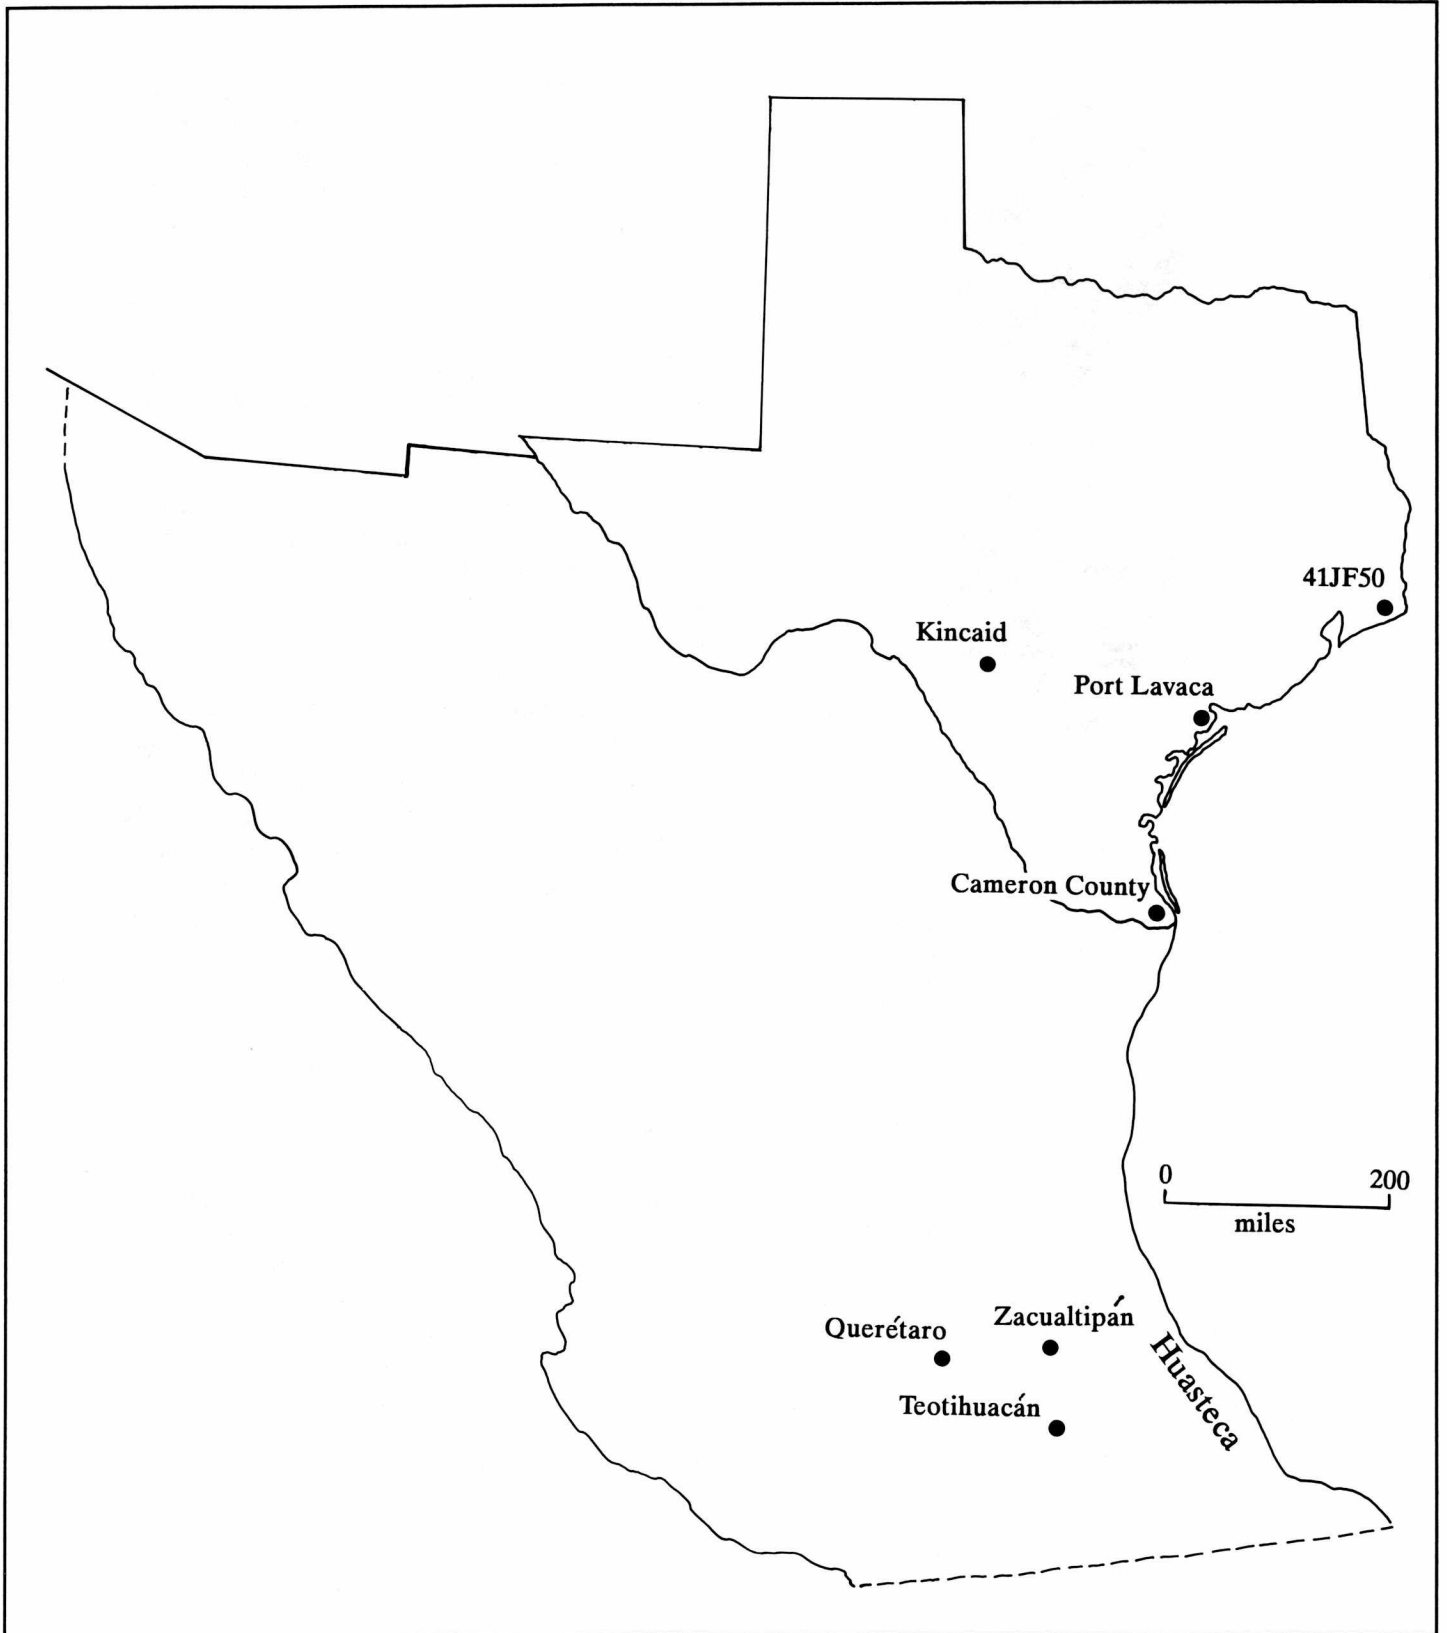 41JF50
Kincaid
Port Lavaca
Cameron County
0
200
miles
Zacualtipán
Querétaro
Huasteca
Teotihuacán